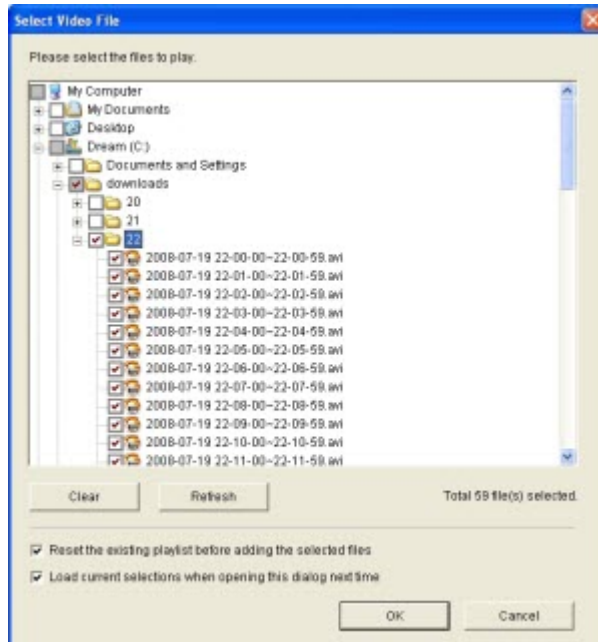 Select Video File
Please select the files to play.
My Computer
My Documents
Desktop
Dream (C:)
Documents and Settings
downloads
20
21
22
2008-07-19 22-00-00~22-00-59.avi
2008-07-19 22-01-00~22-01-59.avi
2008-07-19 22-02-00~22-02-59.avi
2008-07-19 22-03-00~22-03-59.avi
2008-07-19 22-04-00~22-04-59.avi
2008-07-19 22-05-00~22-05-59.avi
2008-07-19 22-06-00~22-06-59.avi
2008-07-19 22-07-00~22-07-59.avi
2008-07-19 22-08-00~22-08-59.avi
2008-07-19 22-09-00~22-09-59.avi
2008-07-19 22-10-00~22-10-59.avi
2008-07-19 22-11-00~22-11-59.avi
Clear Refresh Total 59 file(s) selected.
Reset the existing playlist before adding the selected files
Load current selections when opening this dialog next time
OK Cancel